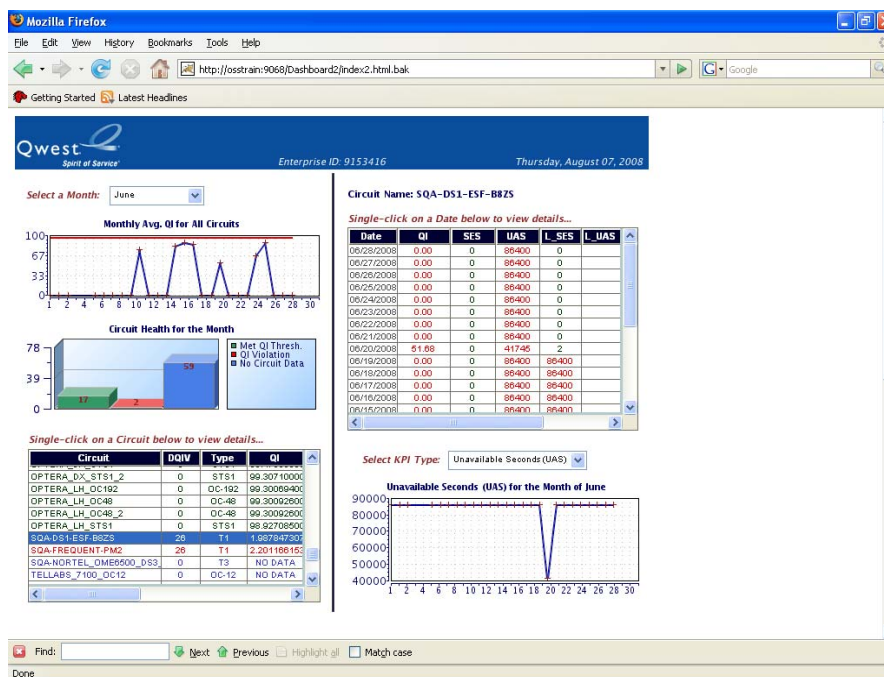 Mozilla Firefox
File Edit View History Bookmarks Tools Help
http://osstrain:9068/Dashboard2/index2.html.bak
Google
Getting Started Latest Headlines
Qwest
Spirit of Service
Enterprise ID: 9153416
Thursday, August 07, 2008
Select a Month: June
Monthly Avg. QI for All Circuits
100
67
33
0
1 2 4 6 8 10 12 14 16 18 20 22 24 26 28 30
Circuit Health for the Month
78
39
0
17 2 59
Met QI Thresh.
QI Violation
No Circuit Data
Single-click on a Circuit below to view details...
Circuit DQIV Type QI
OPTERA_DX_STS1_2 0 STS1 99.30710000
OPTERA_LH_OC192 0 OC-192 99.30069400
OPTERA_LH_OC48 0 OC-48 99.30092600
OPTERA_LH_OC48_2 0 OC-48 99.30092600
OPTERA_LH_STS1 0 STS1 98.92708500
SQA-DS1-ESF-B8ZS 26 T1 1.987847307
SQA-FREQUENT-PM2 26 T1 2.201166153
SQA-NORTEL_OME6500_DS3_ 0 T3 NO DATA
TELLABS_7100_OC12 0 OC-12 NO DATA
Circuit Name: SQA-DS1-ESF-B8ZS
Single-click on a Date below to view details...
Date QI SES UAS L_SES L_UAS
06/28/2008 0.00 0 86400 0
06/27/2008 0.00 0 86400 0
06/26/2008 0.00 0 86400 0
06/25/2008 0.00 0 86400 0
06/24/2008 0.00 0 86400 0
06/23/2008 0.00 0 86400 0
06/22/2008 0.00 0 86400 0
06/21/2008 0.00 0 86400 0
06/20/2008 51.68 0 41745 2
06/19/2008 0.00 0 86400 86400
06/18/2008 0.00 0 86400 86400
06/17/2008 0.00 0 86400 86400
06/16/2008 0.00 0 86400 86400
06/15/2008 0.00 0 86400 86400
Select KPI Type: Unavailable Seconds (UAS)
Unavailable Seconds (UAS) for the Month of June
90000
80000
70000
60000
50000
40000
1 2 4 6 8 10 12 14 16 18 20 22 24 26 28 30
Find: Next Previous Highlight all Match case
Done